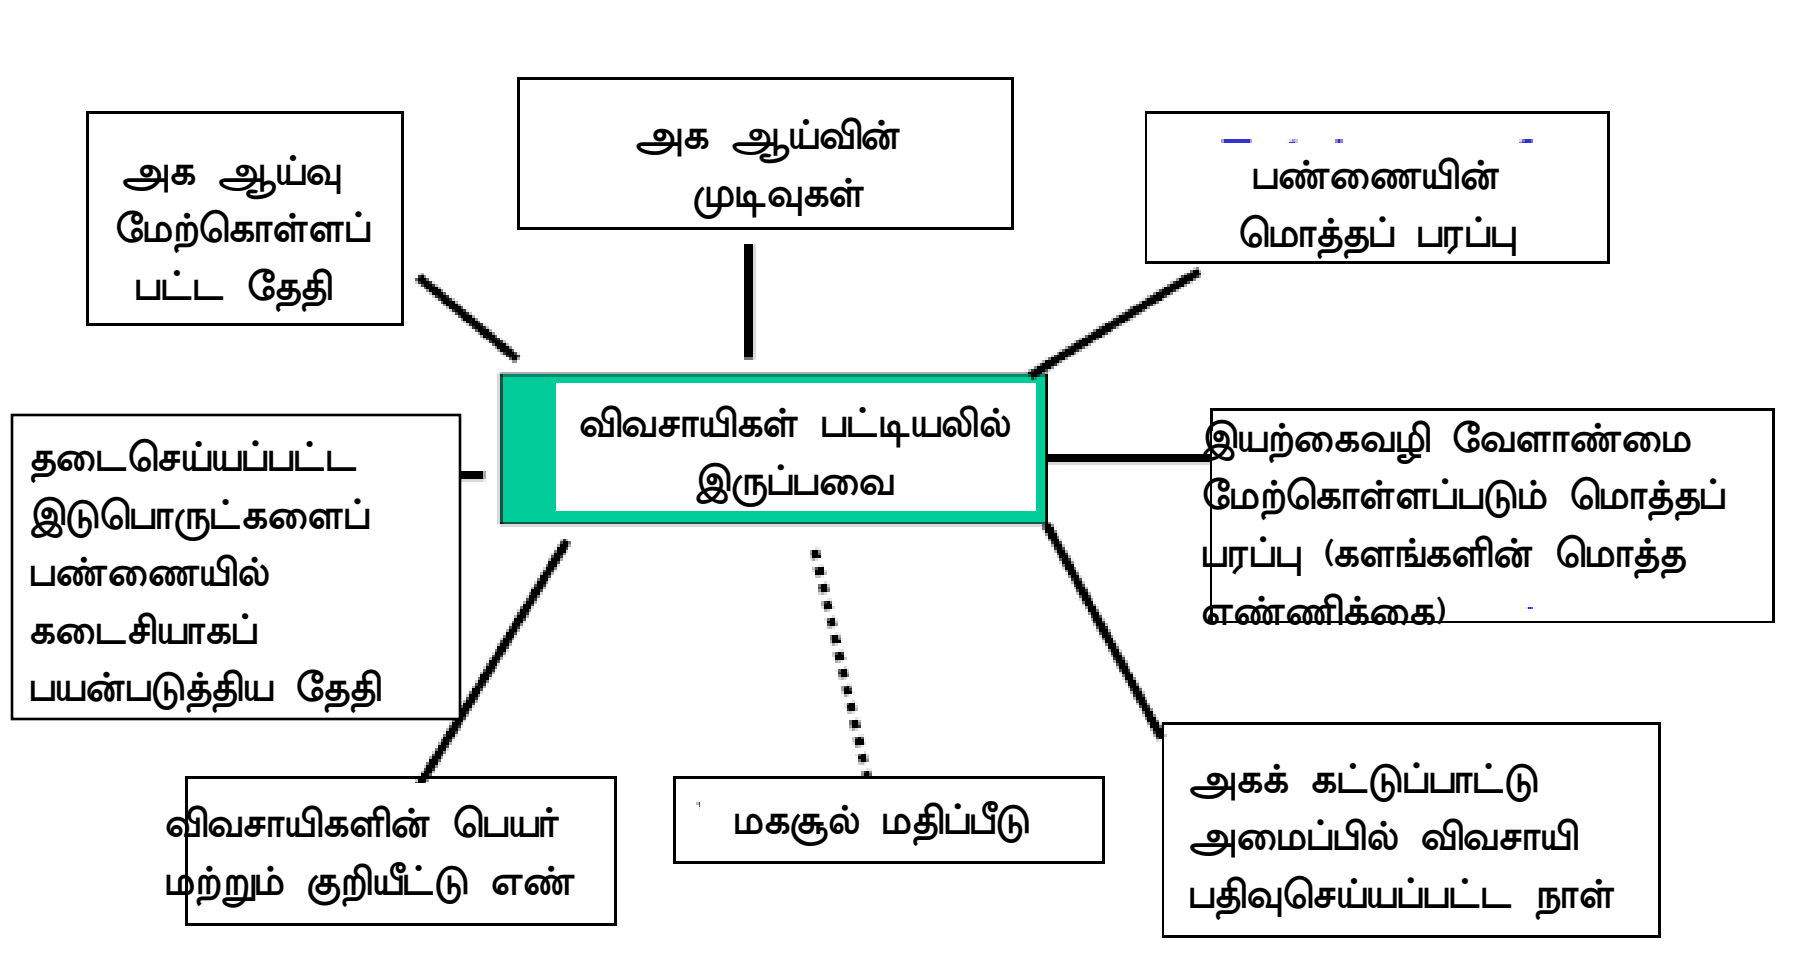 அக ஆய்வின்
முடிவுகள்
அக ஆய்வு
மேற்கொள்ளப்
பட்ட தேதி
பண்ணையின்
மொத்தப் பரப்பு
விவசாயிகள் பட்டியலில்
இருப்பவை
தடைசெய்யப்பட்ட
இடுபொருட்களைப்
பண்ணையில்
கடைசியாகப்
பயன்படுத்திய தேதி
இயற்கைவழி வேளாண்மை
மேற்கொள்ளப்படும் மொத்தப்
பரப்பு (களங்களின் மொத்த
எண்ணிக்கை)
விவசாயிகளின் பெயர்
மற்றும் குறியீட்டு எண்
மகசூல் மதிப்பீடு
அகக் கட்டுப்பாட்டு
அமைப்பில் விவசாயி
பதிவுசெய்யப்பட்ட நாள்